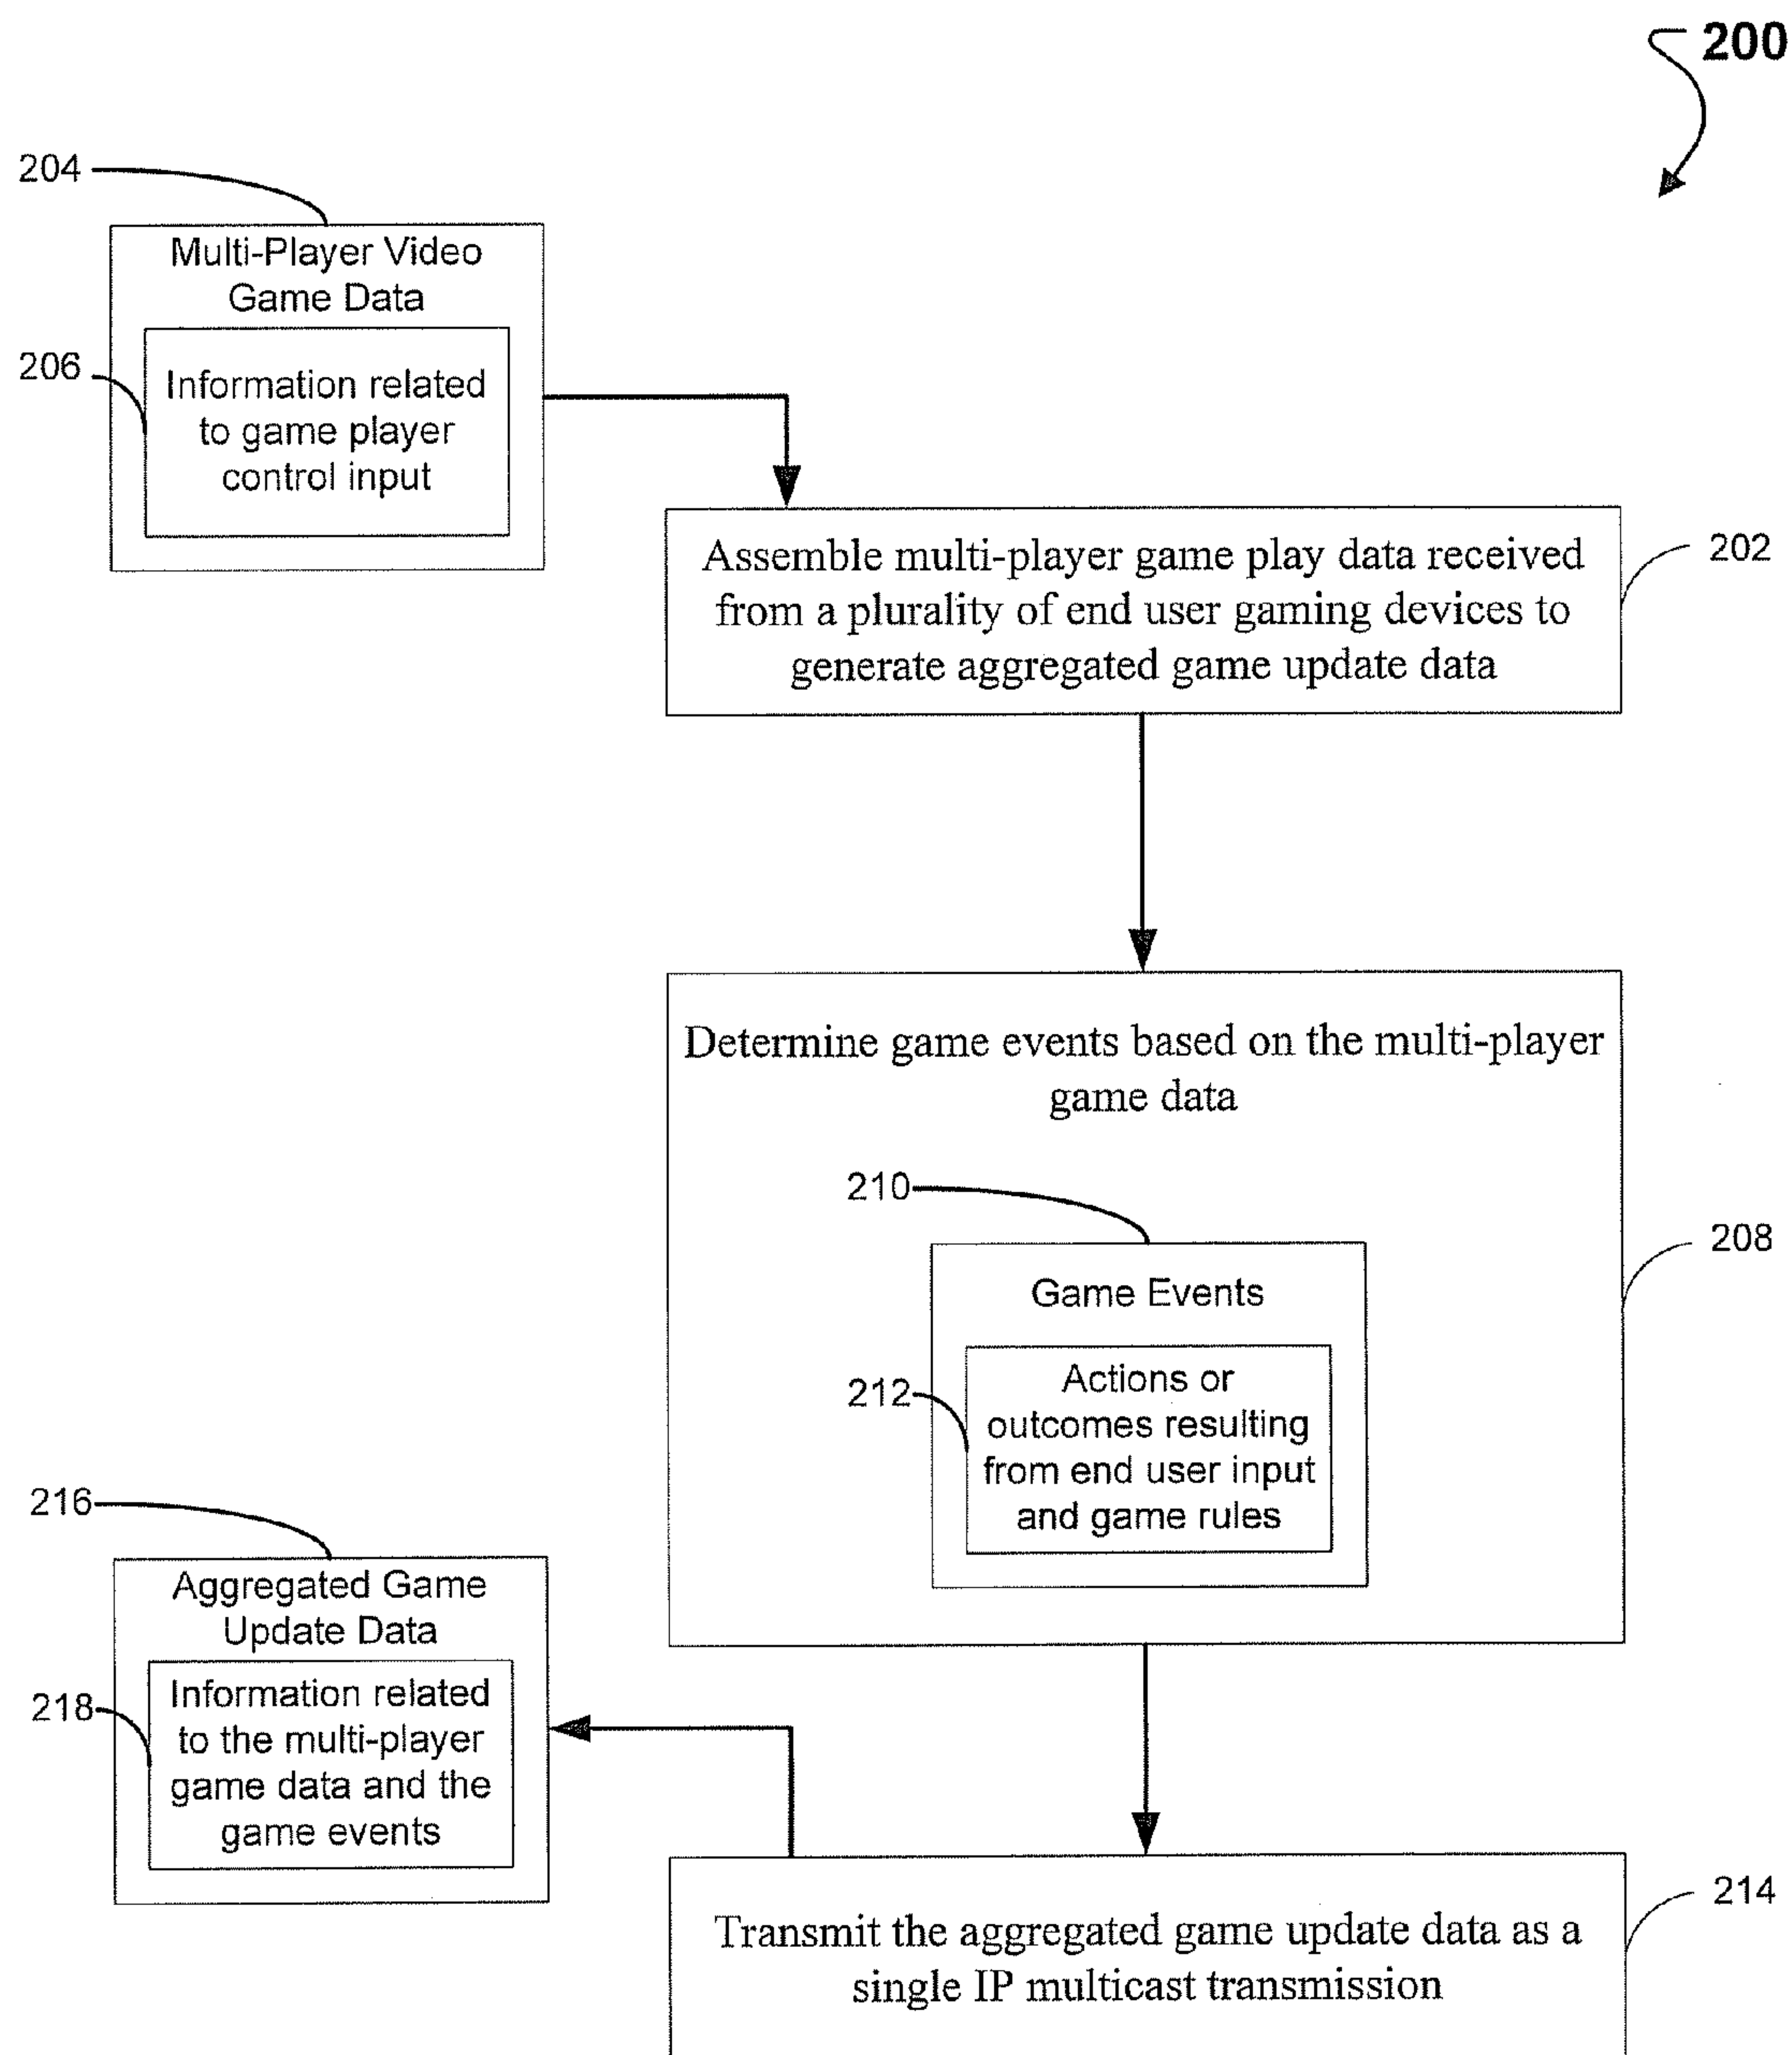 200
204
Multi-Player Video
Game Data
206
Information related
to game player
control input
Assemble multi-player game play data received
from a plurality of end user gaming devices to
generate aggregated game update data
202
Determine game events based on the multi-player
game data
210
208
Game Events
212
Actions or
outcomes resulting
from end user input
and game rules
216
Aggregated Game
Update Data
218
Information related
to the multi-player
game data and the
game events
214
Transmit the aggregated game update data as a
single IP multicast transmission